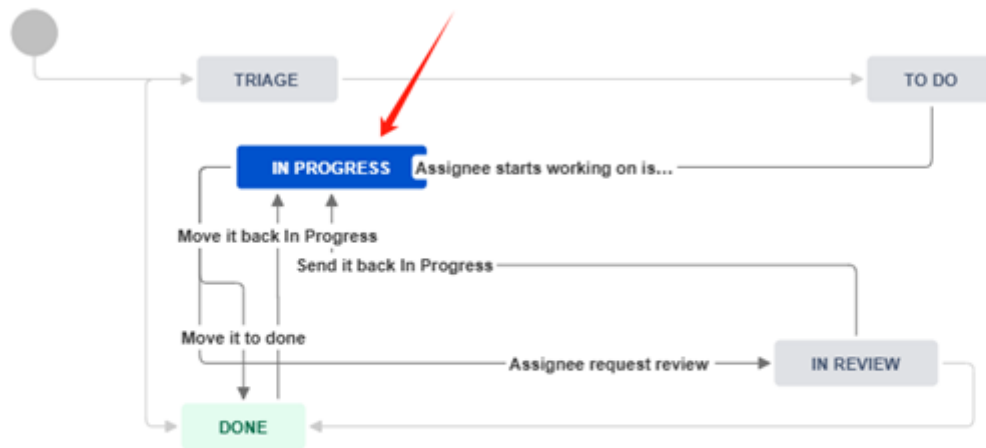 TRIAGE
TO DO
IN PROGRESS
Assignee starts working on is...
Move it back In Progress
Send it back In Progress
Move it to done
Assignee request review
IN REVIEW
DONE